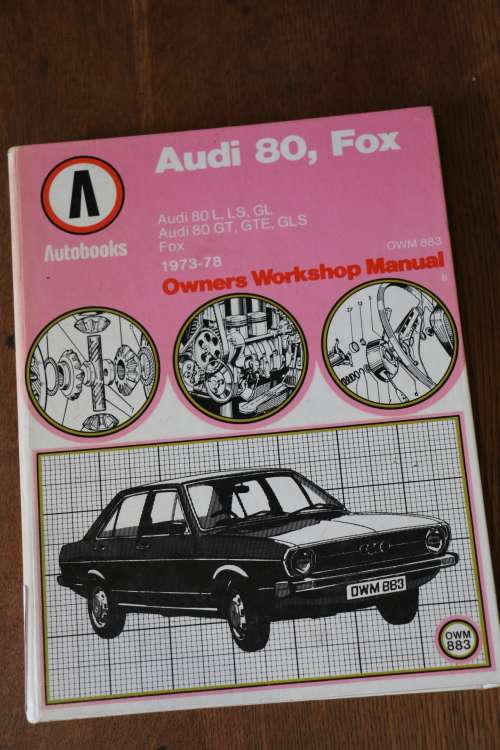 Audi 80, Fox
Autobooks
Audi 80 L, LS, GL
Audi 80 GT, GTE, GLS
Fox
1973-78
OWM 883
Owners Workshop Manual
OWM 883
OWM
883